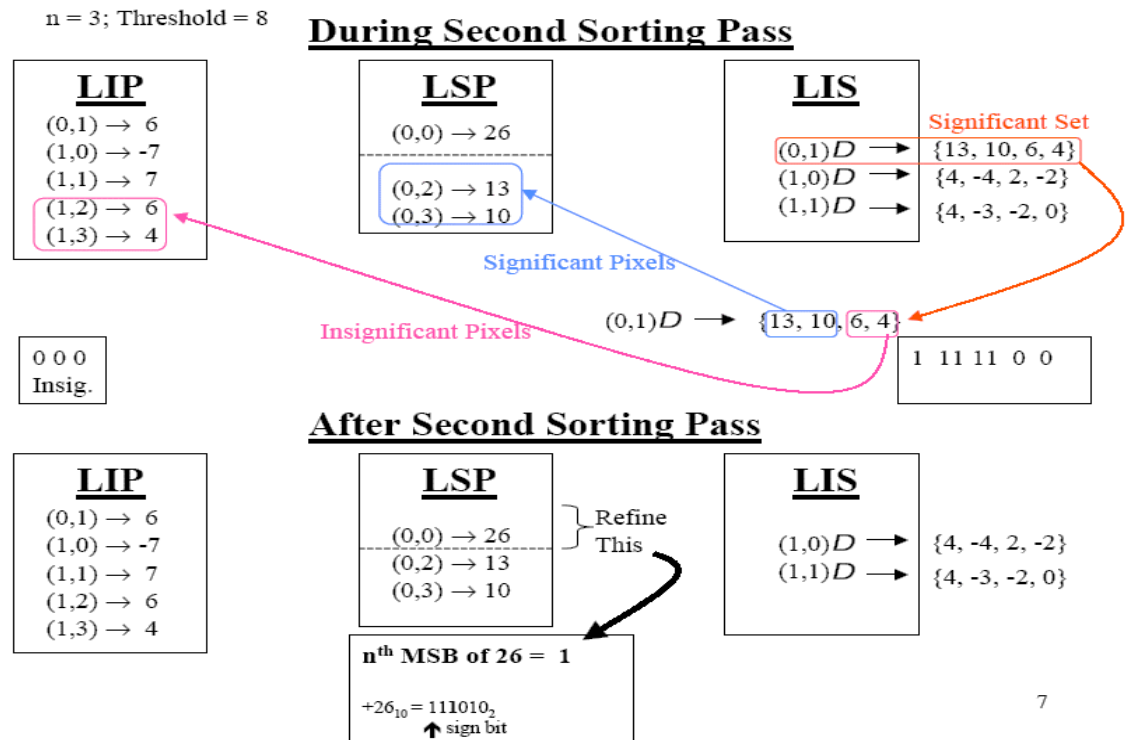 n = 3; Threshold = 8
During Second Sorting Pass
LIP
(0,1) → 6
(1,0) → -7
(1,1) → 7
(1,2) → 6
(1,3) → 4
LSP
(0,0) → 26
(0,2) → 13
(0,3) → 10
LIS
Significant Set
(0,1)D → {13, 10, 6, 4}
(1,0)D → {4, -4, 2, -2}
(1,1)D → {4, -3, -2, 0}
Significant Pixels
Insignificant Pixels
(0,1)D → {13, 10, 6, 4}
0 0 0
Insig.
1 11 11 0 0
After Second Sorting Pass
LIP
(0,1) → 6
(1,0) → -7
(1,1) → 7
(1,2) → 6
(1,3) → 4
LSP
(0,0) → 26
(0,2) → 13
(0,3) → 10
Refine
This
LIS
(1,0)D → {4, -4, 2, -2}
(1,1)D → {4, -3, -2, 0}
nth MSB of 26 = 1
+26₁₀ = 111010₂
sign bit
7